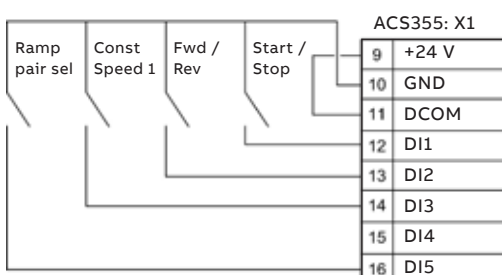 ACS355: X1
Ramp
pair sel
Const
Speed 1
Fwd /
Rev
Start /
Stop
9 +24 V
10 GND
11 DCOM
12 DI1
13 DI2
14 DI3
15 DI4
16 DI5